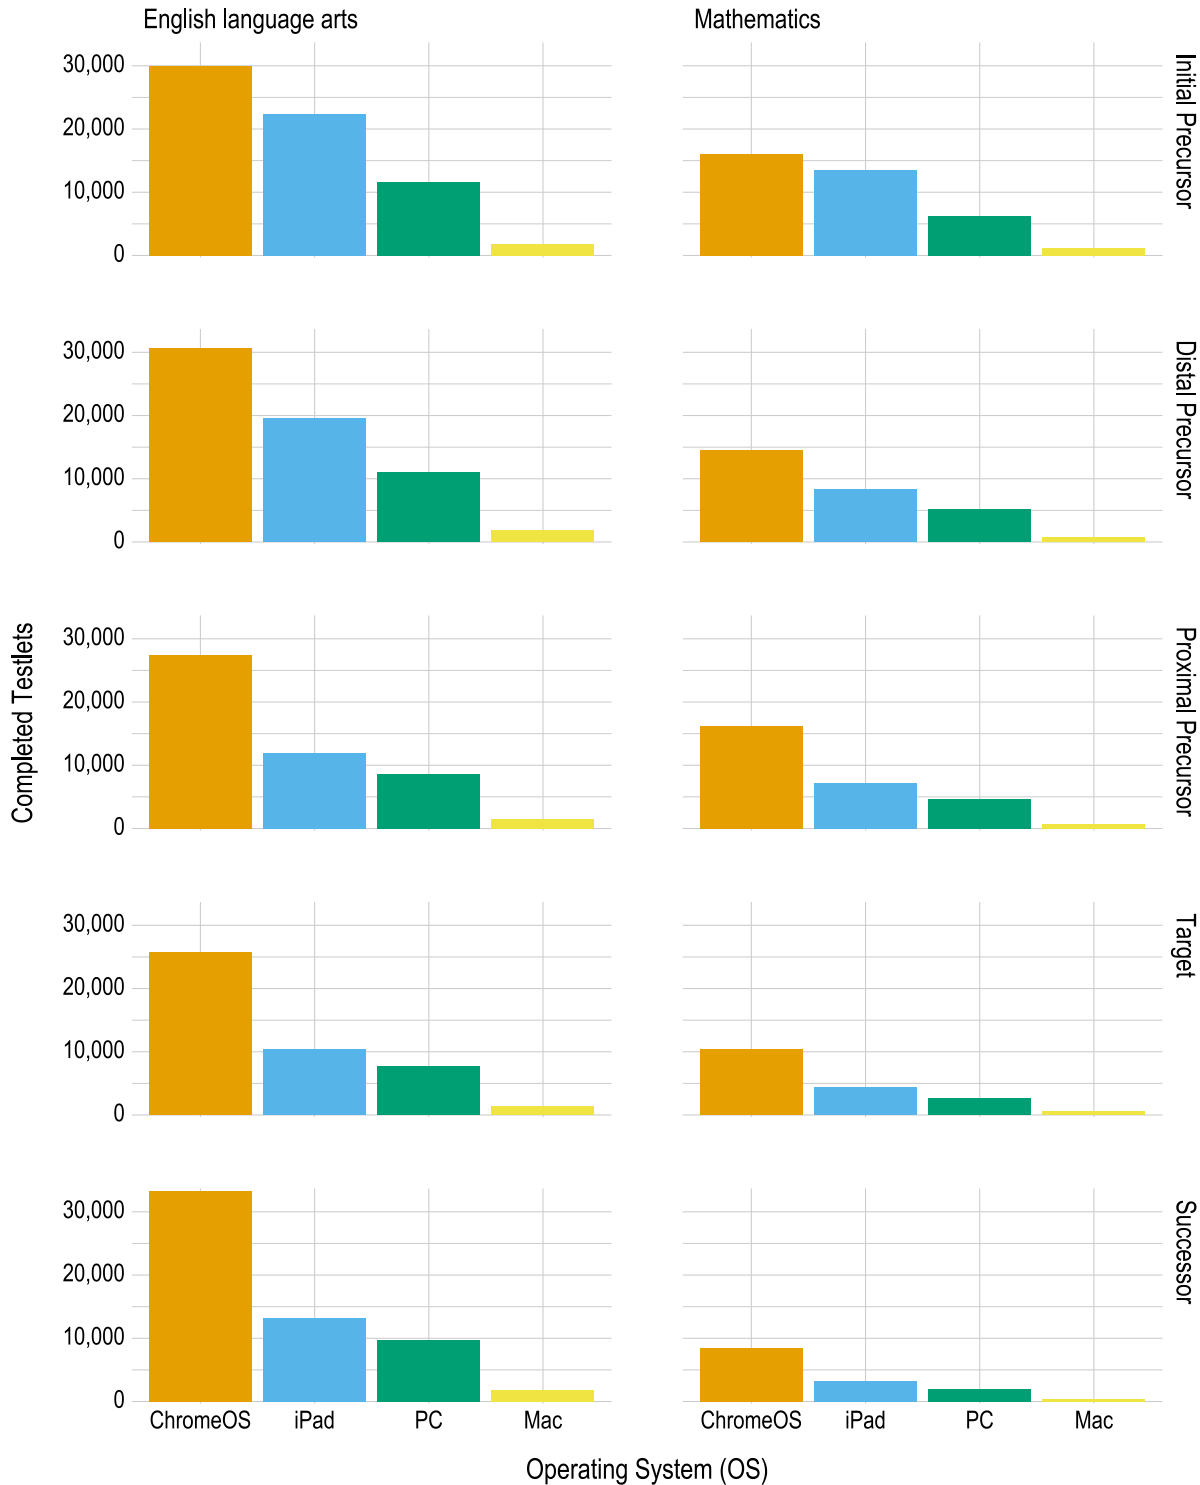 English language arts
Mathematics
30,000
20,000
10,000
0
Initial Precursor
30,000
20,000
10,000
0
Distal Precursor
Completed Testlets
30,000
20,000
10,000
0
Proximal Precursor
30,000
20,000
10,000
0
Target
30,000
20,000
10,000
0
Successor
ChromeOS iPad PC Mac
ChromeOS iPad PC Mac
Operating System (OS)